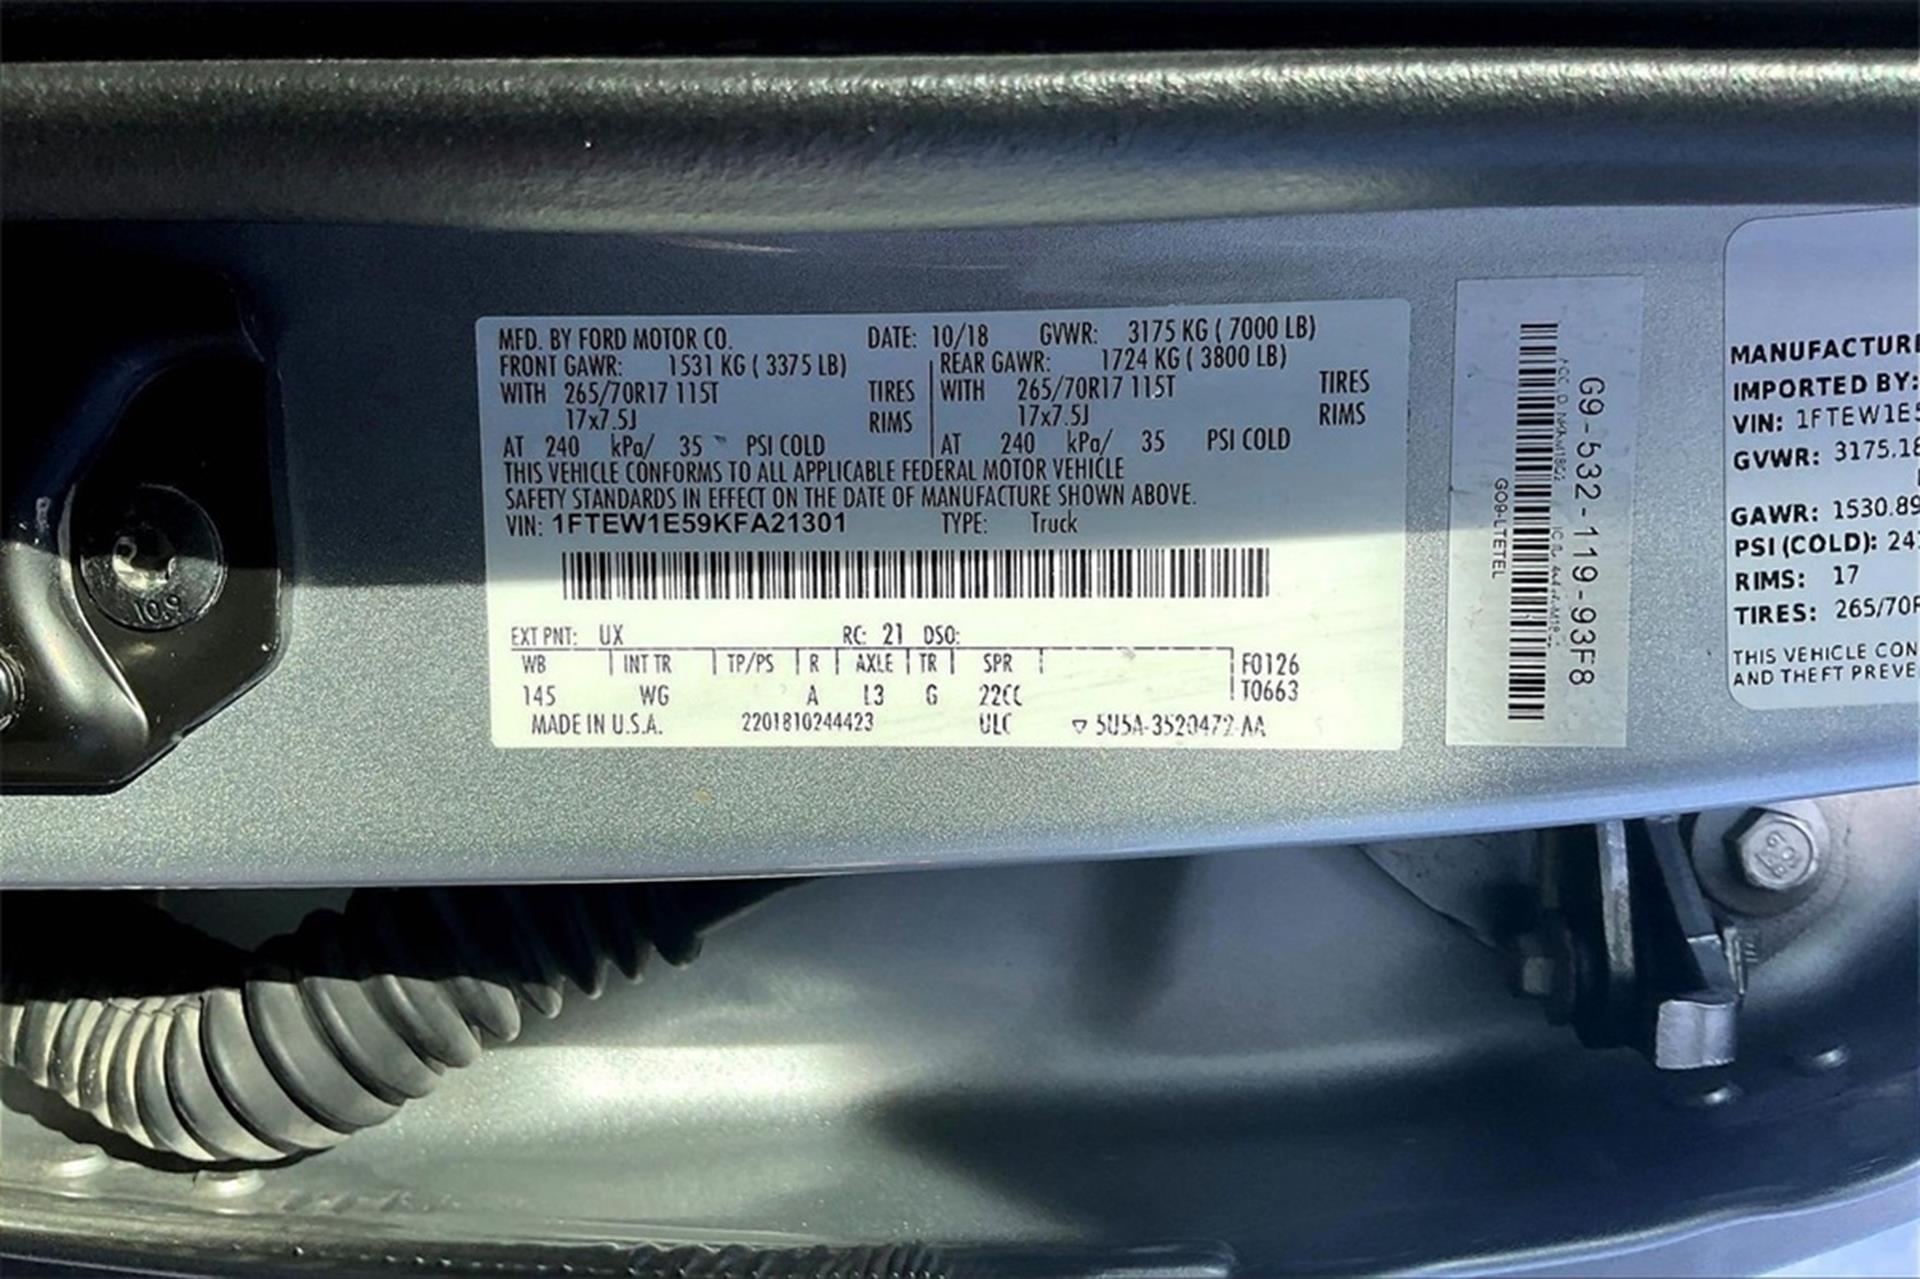 MFD. BY FORD MOTOR CO. DATE: 10/18 GVWR: 3175 KG ( 7000 LB)
FRONT GAWR: 1531 KG ( 3375 LB) REAR GAWR: 1724 KG ( 3800 LB)
WITH 265/70R17 115T TIRES WITH 265/70R17 115T TIRES
17x7.5J RIMS 17x7.5J RIMS
AT 240 kPa/ 35 PSI COLD AT 240 kPa/ 35 PSI COLD
THIS VEHICLE CONFORMS TO ALL APPLICABLE FEDERAL MOTOR VEHICLE
SAFETY STANDARDS IN EFFECT ON THE DATE OF MANUFACTURE SHOWN ABOVE.
VIN: 1FTEW1E59KFA21301 TYPE: Truck
EXT PNT: UX RC: 21 DSO:
WB INT TR TP/PS R AXLE TR SPR F0126
145 WG A L3 G 22CC T0663
MADE IN U.S.A. 2201810244423 ULC ▽ 5U5A-3520472-AA
G9-532-119-93F8
GO9-LTETEL
MANUFACTUR
IMPORTED BY:
VIN: 1FTEW1E5
GVWR: 3175.18
GAWR: 1530.89
PSI (COLD): 241
RIMS: 17
TIRES: 265/70R
THIS VEHICLE CON
AND THEFT PREVE
10.9